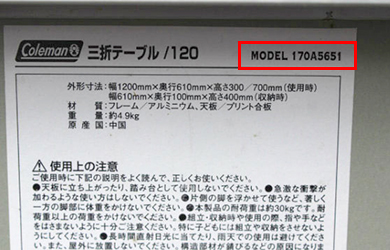 Coleman 三折テーブル /120 MODEL 170A5651
外形寸法：幅1200mm×奥行610mm×高さ300／700mm（使用時）
幅610mm×奥行100mm×高さ400mm（収納時）
材　　質：フレーム／アルミニウム、天板／プリント合板
重　　量：約4.9kg
原 産 国：中国
使用上の注意
ご使用時に下記の説明をよく読んで、正しくお使いください。
●天板に立ち上がったり、踏み台として使用しないでください。●急激な衝撃が
加わるような使い方はしないでください。●片側の脚を浮かせて使うなど、著しく
一方の脚部に体重をかけないでください。●本製品の耐荷重は約30kgです。耐
荷重以上の荷重をかけないでください。●組立・収納時や使用の際、指や手など
をはさまないように十分ご注意ください。特に子どもには組立や収納をさせない
ください。●長時間直射日光に当てたり、雨天での使用は避けてください。
また、屋外に放置しないでください。構造部材が錆びるなどの原因になりま